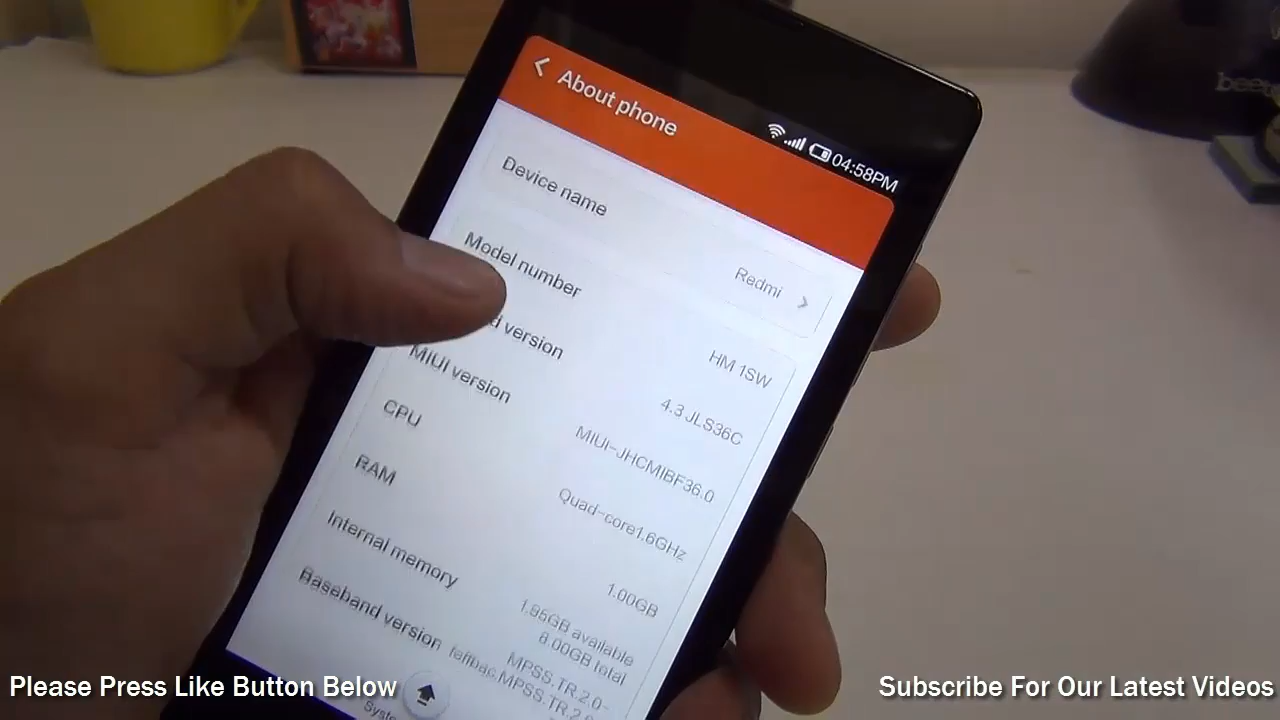 About phone
04:58PM
Device name
Redmi
Model number
HM 1SW
d version
4.3 JLS36C
MIUI version
MIUI-JHCMIBF36.0
CPU
Quad-core1.6GHz
RAM
1.00GB
Internal memory
1.95GB available
8.00GB total
Baseband version
MPSS.TR.2.0-
Please Press Like Button Below
Subscribe For Our Latest Videos